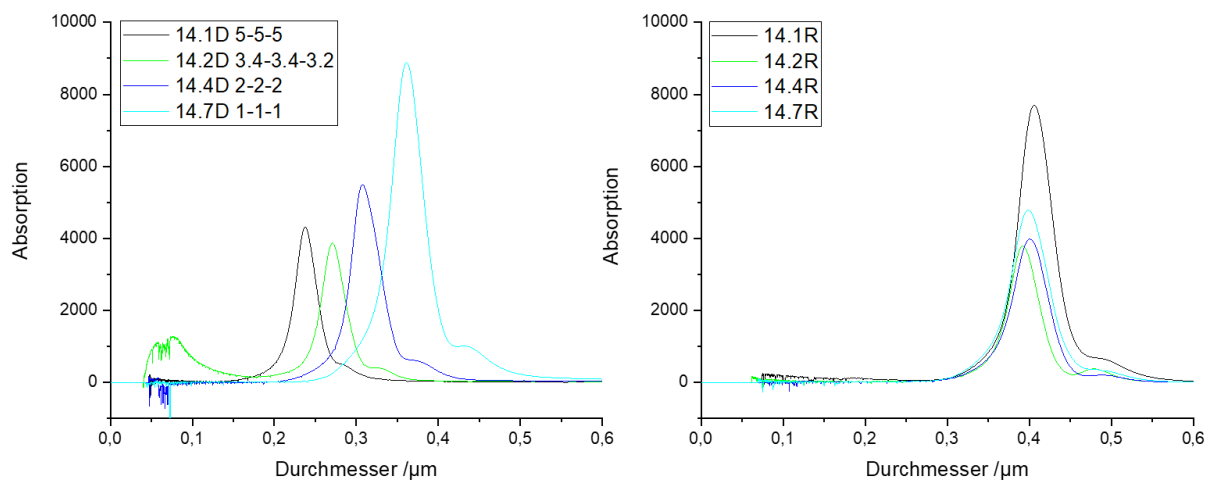 10000
8000
6000
4000
2000
0
Absorption
14.1D 5-5-5
14.2D 3.4-3.4-3.2
14.4D 2-2-2
14.7D 1-1-1
0,0 0,1 0,2 0,3 0,4 0,5 0,6
Durchmesser /µm
10000
8000
6000
4000
2000
0
Absorption
14.1R
14.2R
14.4R
14.7R
0,0 0,1 0,2 0,3 0,4 0,5 0,6
Durchmesser /µm